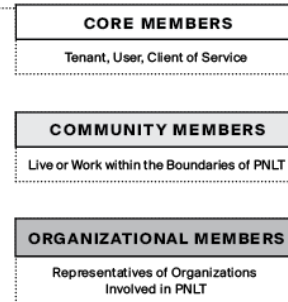 CORE MEMBERS
Tenant, User, Client of Service
COMMUNITY MEMBERS
Live or Work within the Boundaries of PNLT
ORGANIZATIONAL MEMBERS
Representatives of Organizations
Involved in PNLT